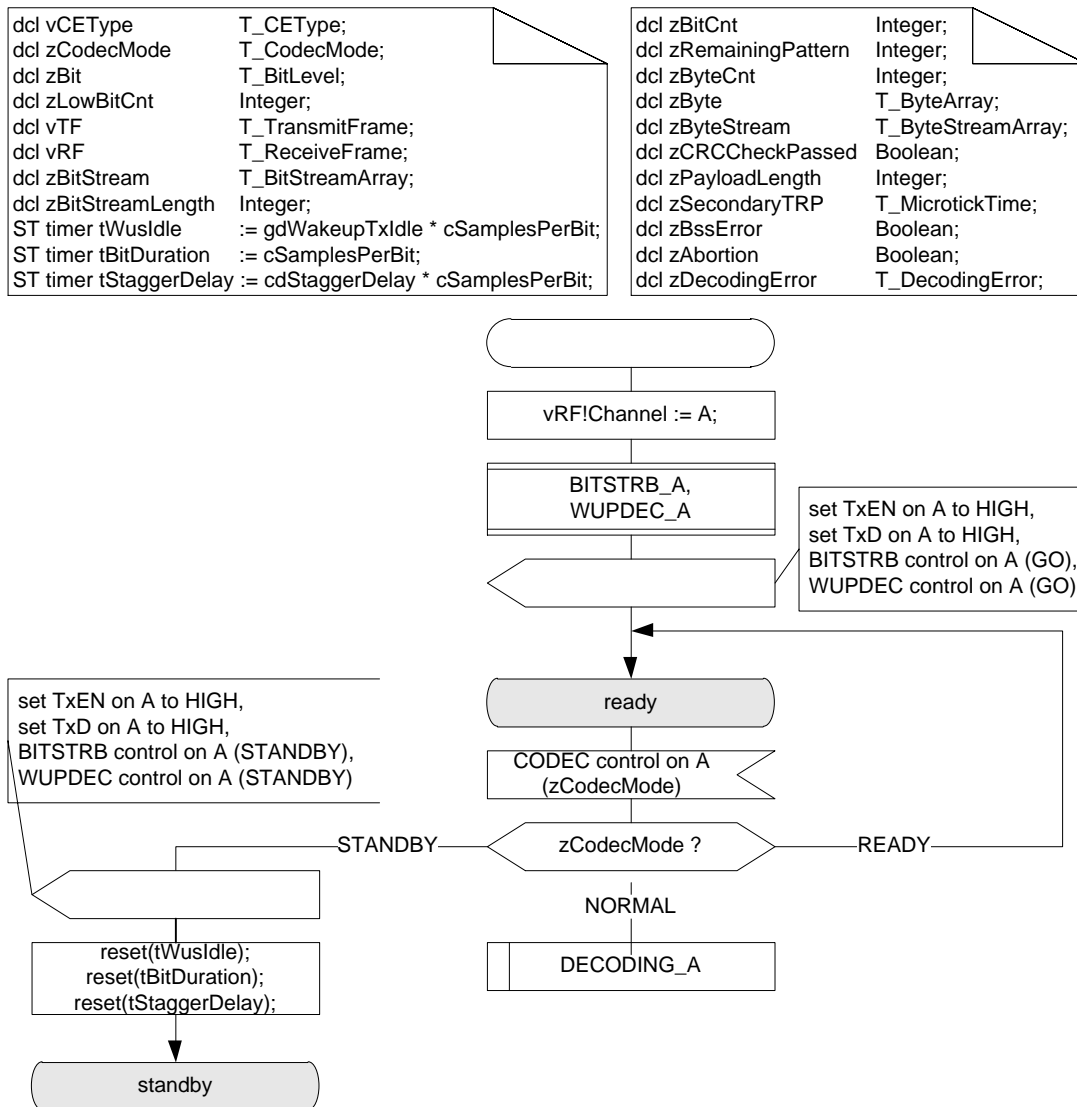 dcl vCEType T_CEType;
dcl zCodecMode T_CodecMode;
dcl zBit T_BitLevel;
dcl zLowBitCnt Integer;
dcl vTF T_TransmitFrame;
dcl vRF T_ReceiveFrame;
dcl zBitStream T_BitStreamArray;
dcl zBitStreamLength Integer;
ST timer tWusIdle := gdWakeupTxIdle * cSamplesPerBit;
ST timer tBitDuration := cSamplesPerBit;
ST timer tStaggerDelay := cdStaggerDelay * cSamplesPerBit;
dcl zBitCnt Integer;
dcl zRemainingPattern Integer;
dcl zByteCnt Integer;
dcl zByte T_ByteArray;
dcl zByteStream T_ByteStreamArray;
dcl zCRCCheckPassed Boolean;
dcl zPayloadLength Integer;
dcl zSecondaryTRP T_MicrotickTime;
dcl zBssError Boolean;
dcl zAbortion Boolean;
dcl zDecodingError T_DecodingError;
vRF!Channel := A;
BITSTRB_A,
WUPDEC_A
set TxEN on A to HIGH,
set TxD on A to HIGH,
BITSTRB control on A (GO),
WUPDEC control on A (GO)
ready
set TxEN on A to HIGH,
set TxD on A to HIGH,
BITSTRB control on A (STANDBY),
WUPDEC control on A (STANDBY)
CODEC control on A
(zCodecMode)
STANDBY
zCodecMode ?
READY
NORMAL
reset(tWusIdle);
reset(tBitDuration);
reset(tStaggerDelay);
DECODING_A
standby